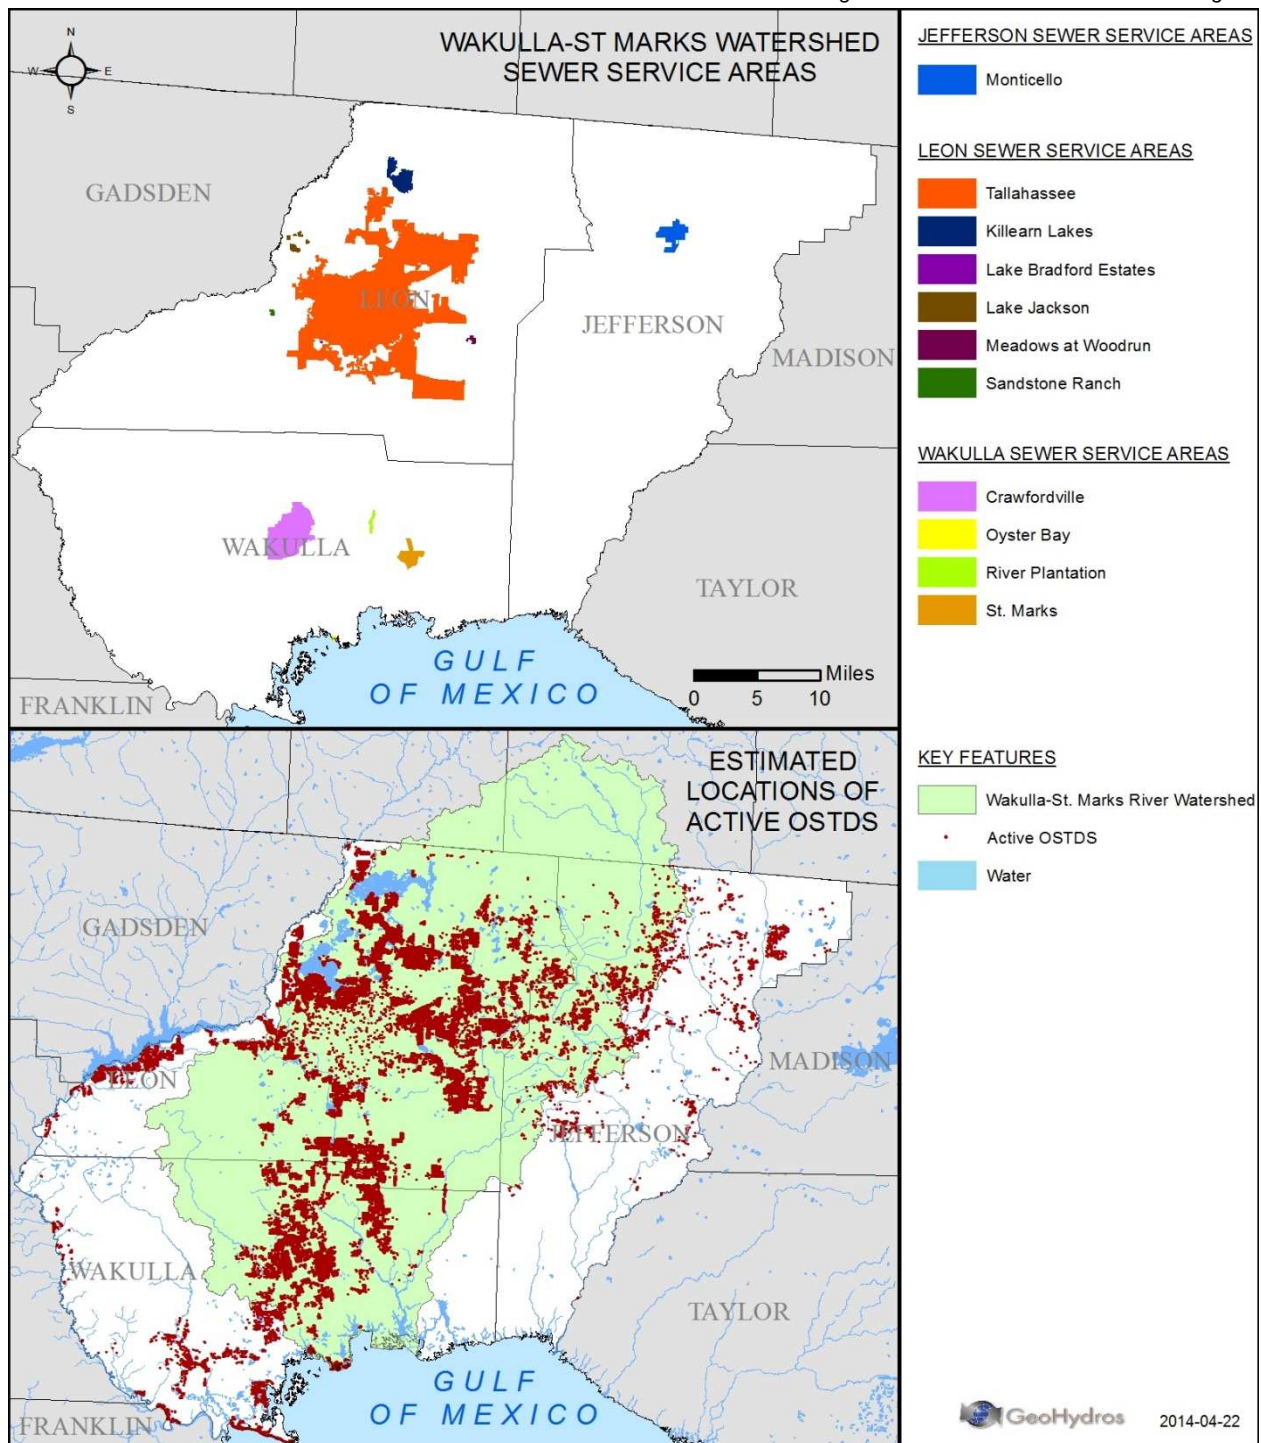 WAKULLA-ST MARKS WATERSHED
SEWER SERVICE AREAS
N
W
E
S
GADSDEN
LEON
JEFFERSON
MADISON
WAKULLA
TAYLOR
FRANKLIN
GULF
OF MEXICO
Miles
0 5 10
JEFFERSON SEWER SERVICE AREAS
Monticello
LEON SEWER SERVICE AREAS
Tallahassee
Killearn Lakes
Lake Bradford Estates
Lake Jackson
Meadows at Woodrun
Sandstone Ranch
WAKULLA SEWER SERVICE AREAS
Crawfordville
Oyster Bay
River Plantation
St. Marks
ESTIMATED
LOCATIONS OF
ACTIVE OSTDS
GADSDEN
LEON
MADISON
JEFFERSON
WAKULLA
TAYLOR
FRANKLIN
GULF
OF MEXICO
KEY FEATURES
Wakulla-St. Marks River Watershed
Active OSTDS
Water
GeoHydros
2014-04-22